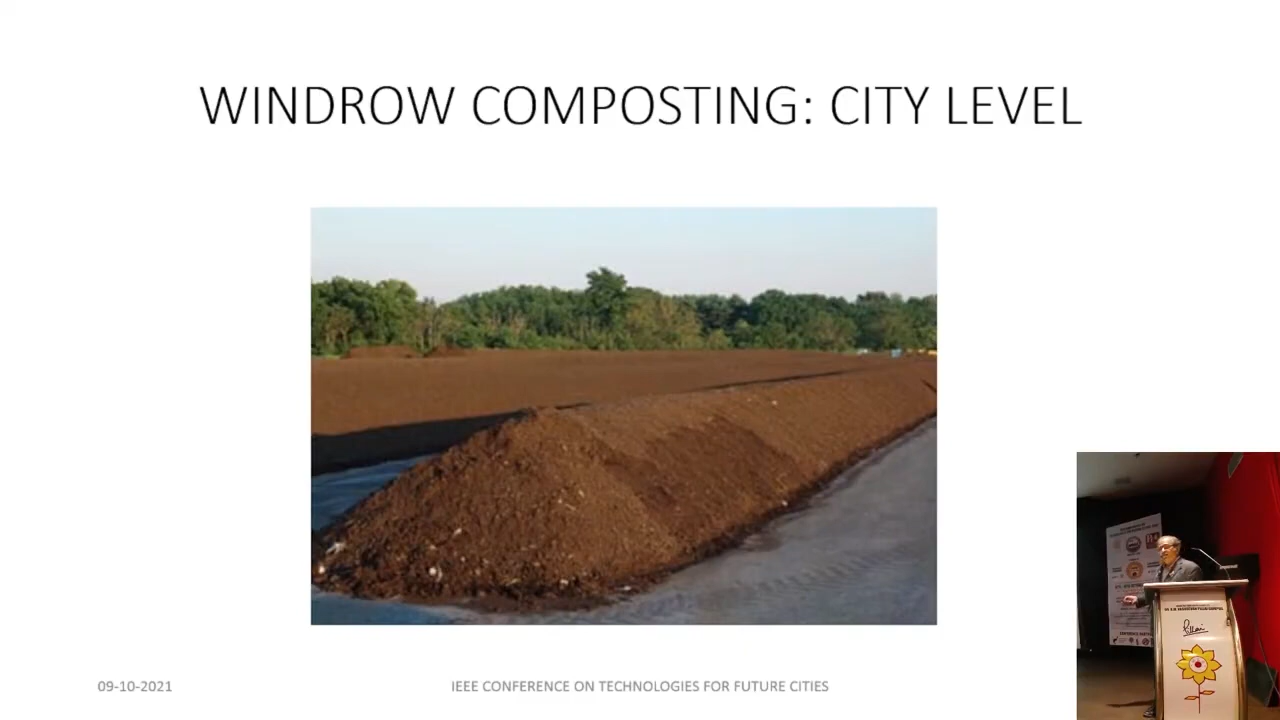 WINDROW COMPOSTING: CITY LEVEL
09-10-2021
IEEE CONFERENCE ON TECHNOLOGIES FOR FUTURE CITIES